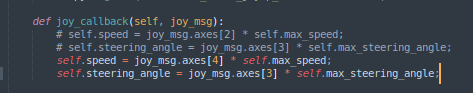 def joy_callback(self, joy_msg):
# self.speed = joy_msg.axes[2] * self.max_speed;
# self.steering_angle = joy_msg.axes[3] * self.max_steering_angle;
self.speed = joy_msg.axes[4] * self.max_speed;
self.steering_angle = joy_msg.axes[3] * self.max_steering_angle;